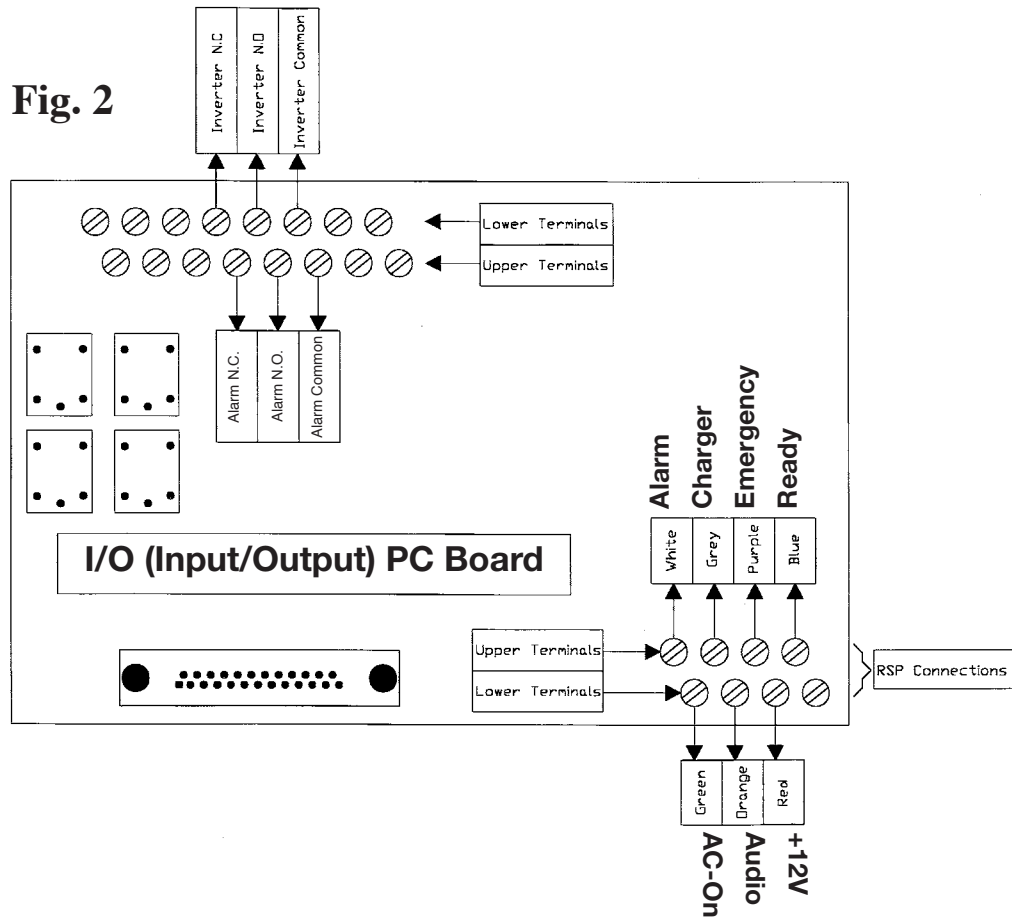 Fig. 2
Inverter N.C
Inverter N.O
Inverter Common
Lower Terminals
Upper Terminals
Alarm N.C.
Alarm N.O.
Alarm Common
Alarm
Charger
Emergency
Ready
White
Grey
Purple
Blue
I/O (Input/Output) PC Board
Upper Terminals
Lower Terminals
RSP Connections
Green
Orange
Red
AC-On
Audio
+12V